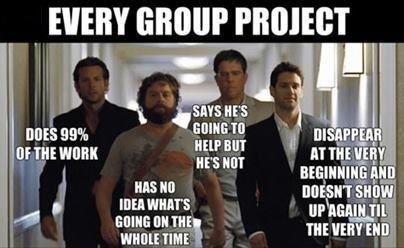 EVERY GROUP PROJECT
DOES 99%
OF THE WORK
HAS NO
IDEA WHAT'S
GOING ON THE
WHOLE TIME
SAYS HE'S
GOING TO
HELP BUT
HE'S NOT
DISAPPEAR
AT THE VERY
BEGINNING AND
DOESN'T SHOW
UP AGAIN TIL
THE VERY END